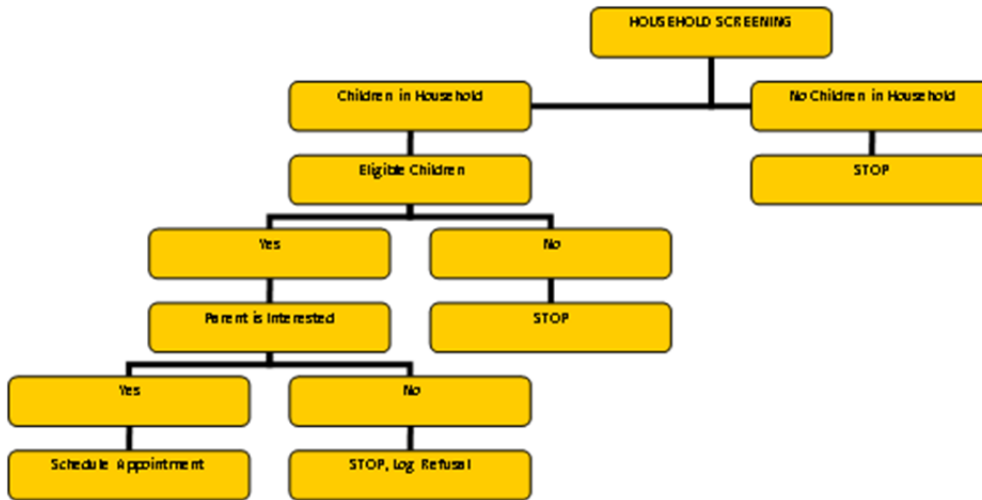 HOUSEHOLD SCREENING
Children in Household
No Children in Household
Eligible Children
STOP
Yes
No
Parent is Interested
STOP
Yes
No
Schedule Appointment
STOP, Log Refusal